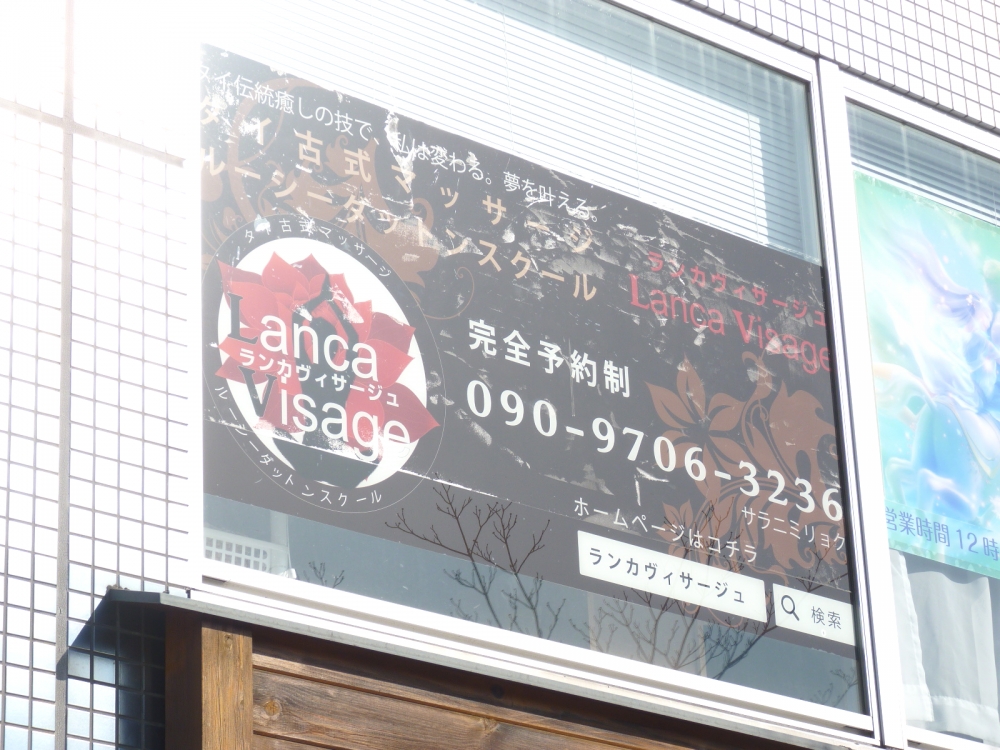 タイ伝統癒しの技で、私は変わる。夢を叶える。
タイ古式マッサージ
ルーシーダットンスクール
タイ古式マッサージ
Lanca
ランカヴィサージュ
Visage
ルーシーダットンスクール
ランカヴィサージュ
Lanca Visage
完全予約制
090-9706-3236
サラニミリョク
ホームページはコチラ
ランカヴィサージュ
検索
営業時間12時